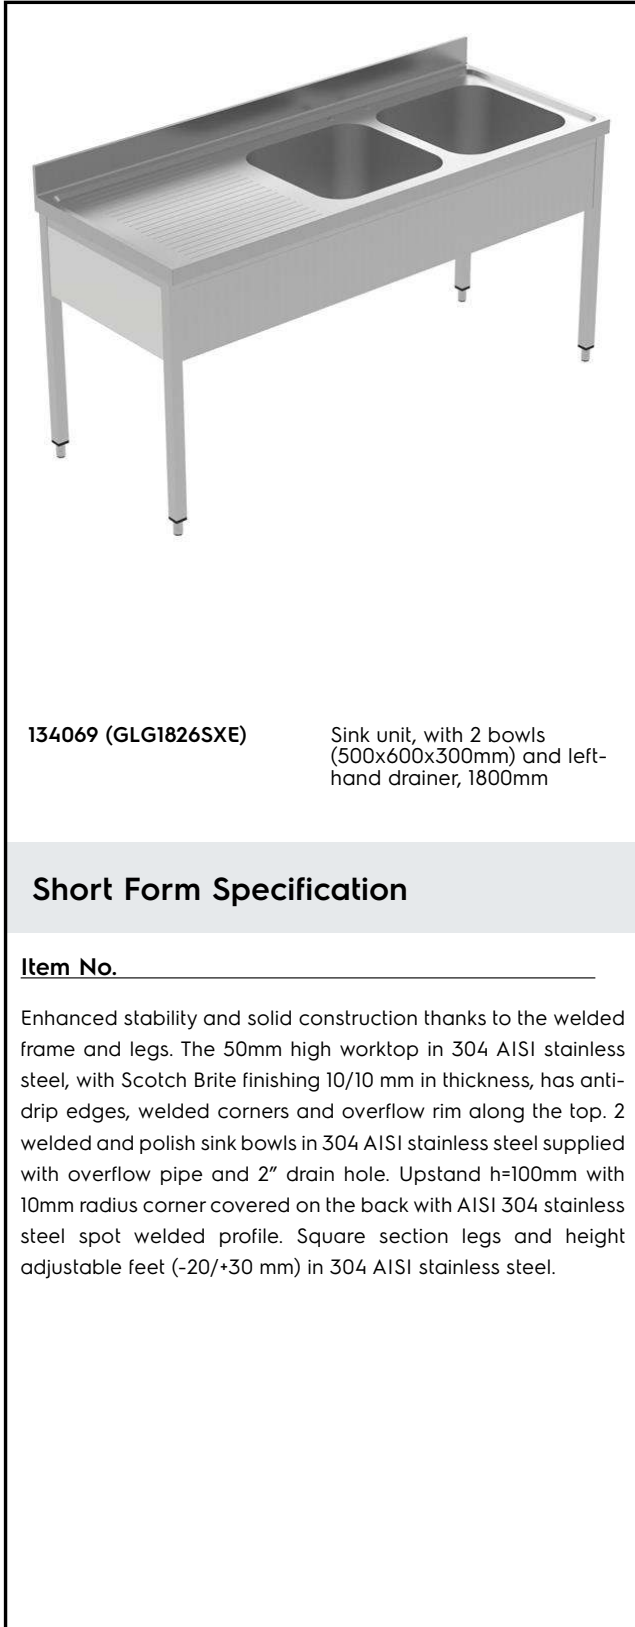 134069 (GLG1826SXE)
Sink unit, with 2 bowls
(500x600x300mm) and left-
hand drainer, 1800mm
Short Form Specification
Item No.
Enhanced stability and solid construction thanks to the welded
frame and legs. The 50mm high worktop in 304 AISI stainless
steel, with Scotch Brite finishing 10/10 mm in thickness, has anti-
drip edges, welded corners and overflow rim along the top. 2
welded and polish sink bowls in 304 AISI stainless steel supplied
with overflow pipe and 2” drain hole. Upstand h=100mm with
10mm radius corner covered on the back with AISI 304 stainless
steel spot welded profile. Square section legs and height
adjustable feet (-20/+30 mm) in 304 AISI stainless steel.